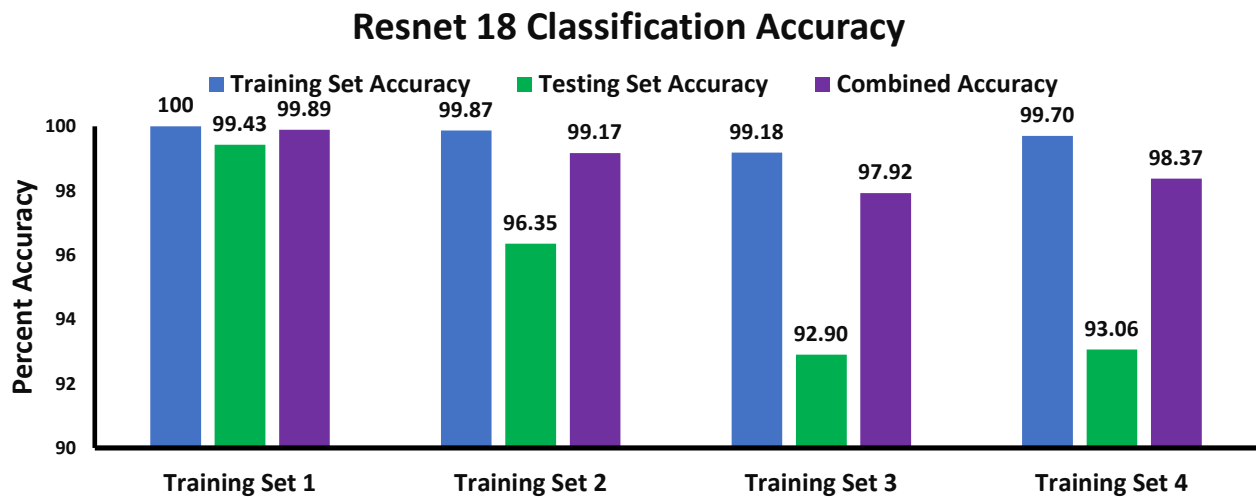 Resnet 18 Classification Accuracy
Training Set Accuracy Testing Set Accuracy Combined Accuracy
100 99.43 99.89 99.87 96.35 99.17 99.18 92.90 97.92 99.70 93.06 98.37
Percent Accuracy
100
98
96
94
92
90
Training Set 1 Training Set 2 Training Set 3 Training Set 4